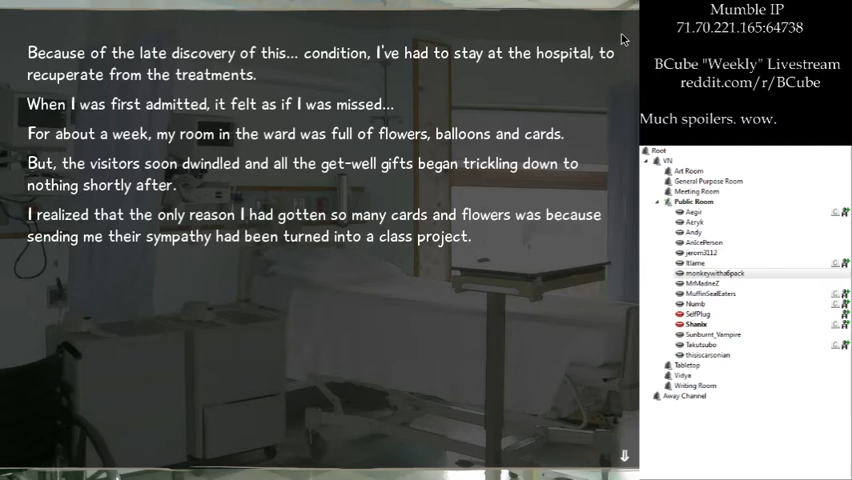 Because of the late discovery of this... condition, I've had to stay at the hospital, to
recuperate from the treatments.
When I was first admitted, it felt as if I was missed...
For about a week, my room in the ward was full of flowers, balloons and cards.
But, the visitors soon dwindled and all the get-well gifts began trickling down to
nothing shortly after.
I realized that the only reason I had gotten so many cards and flowers was because
sending me their sympathy had been turned into a class project.
Mumble IP
71.70.221.165:64738
BCube "Weekly" Livestream
reddit.com/r/BCube
Much spoilers. wow.
Root
VN
Art Room
General Purpose Room
Meeting Room
Public Room
Aegir
Aeryk
Andy
AnIcePerson
jerom3112
ltlame
monkeywitha6pack
MrMadneZ
MuffinSealEaters
Numb
SelfPlug
Shanix
Sunburnt_Vampire
Takutsubo
thisiscarsonian
Tabletop
Vidya
Writing Room
Away Channel